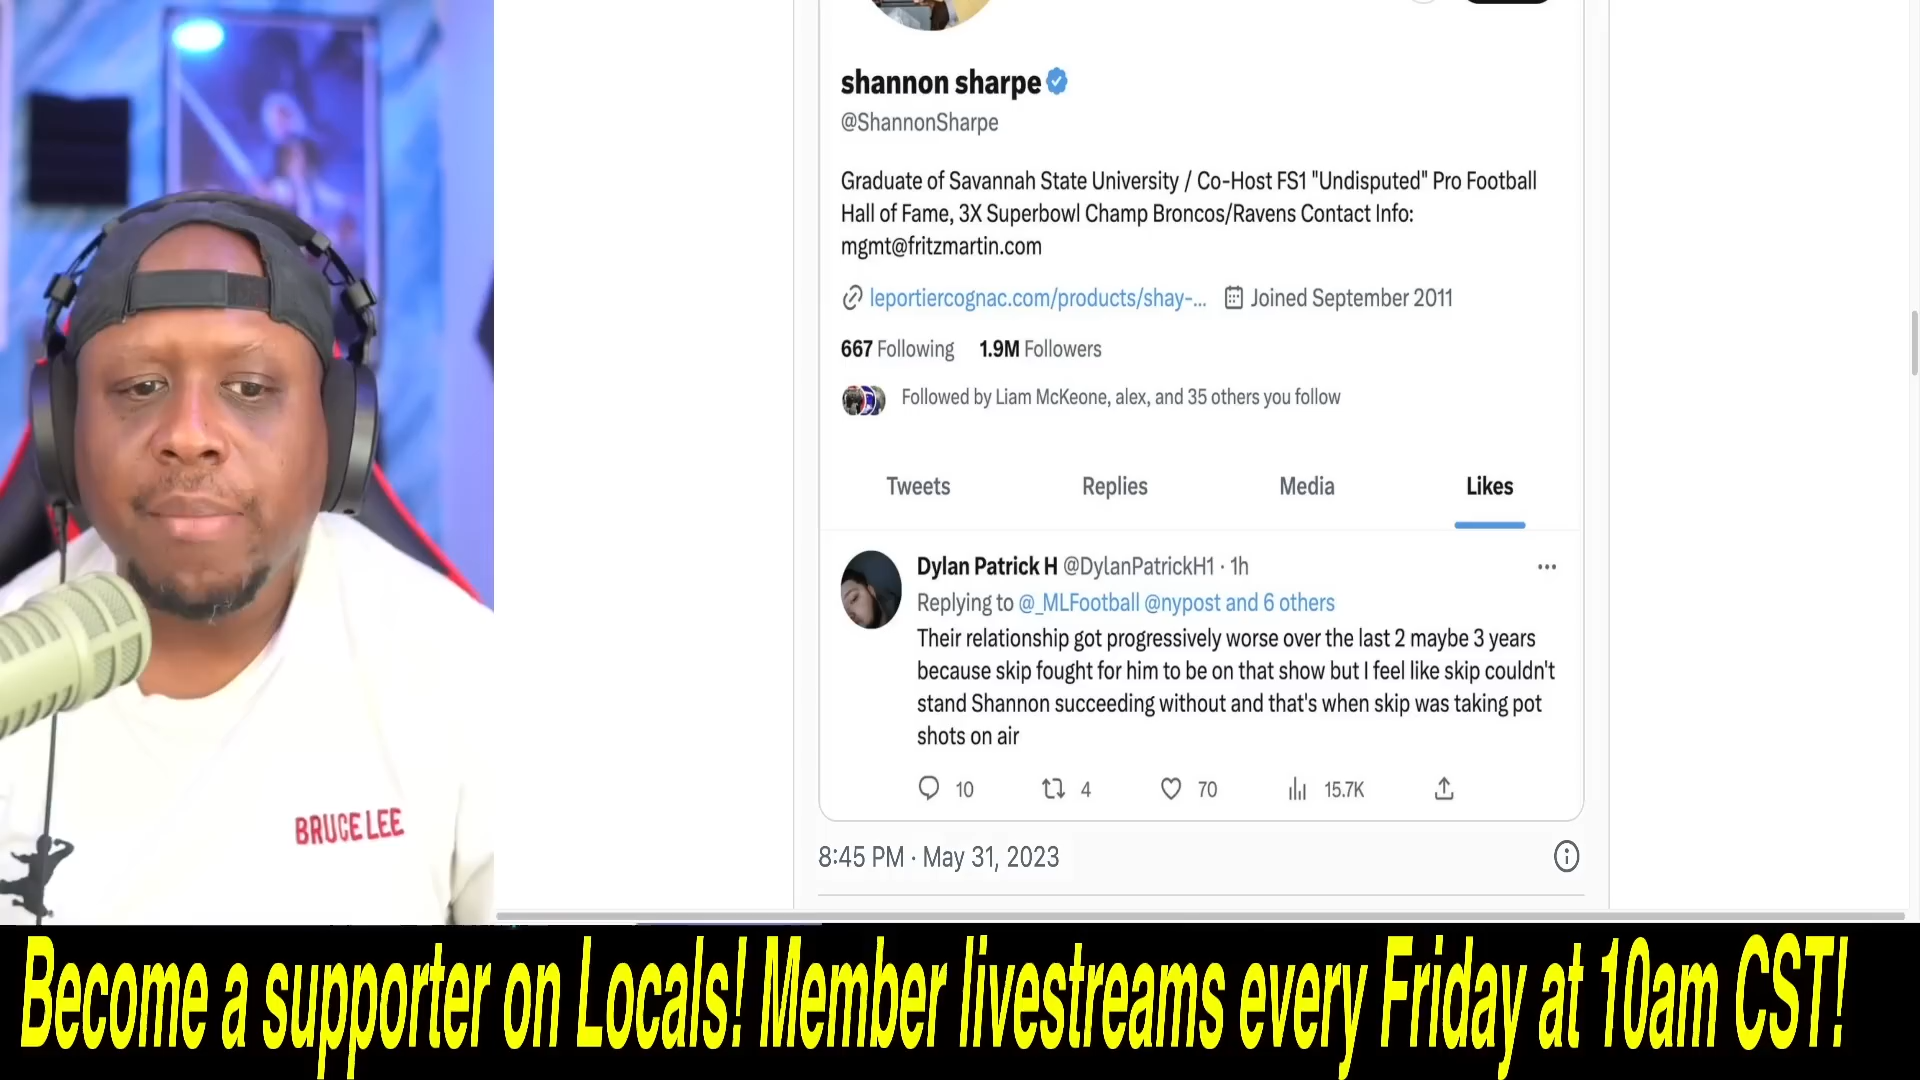 shannon sharpe
@ShannonSharpe
Graduate of Savannah State University / Co-Host FS1 "Undisputed" Pro Football
Hall of Fame, 3X Superbowl Champ Broncos/Ravens Contact Info:
mgmt@fritzmartin.com
leportiercognac.com/products/shay-... Joined September 2011
667 Following 1.9M Followers
Followed by Liam McKeone, alex, and 35 others you follow
Tweets Replies Media Likes
Dylan Patrick H @DylanPatrickH1 · 1h
Replying to @_MLFootball @nypost and 6 others
Their relationship got progressively worse over the last 2 maybe 3 years
because skip fought for him to be on that show but I feel like skip couldn't
stand Shannon succeeding without and that's when skip was taking pot
shots on air
10 4 70 15.7K
8:45 PM · May 31, 2023
BRUCE LEE
Become a supporter on Locals! Member livestreams every Friday at 10am CST!